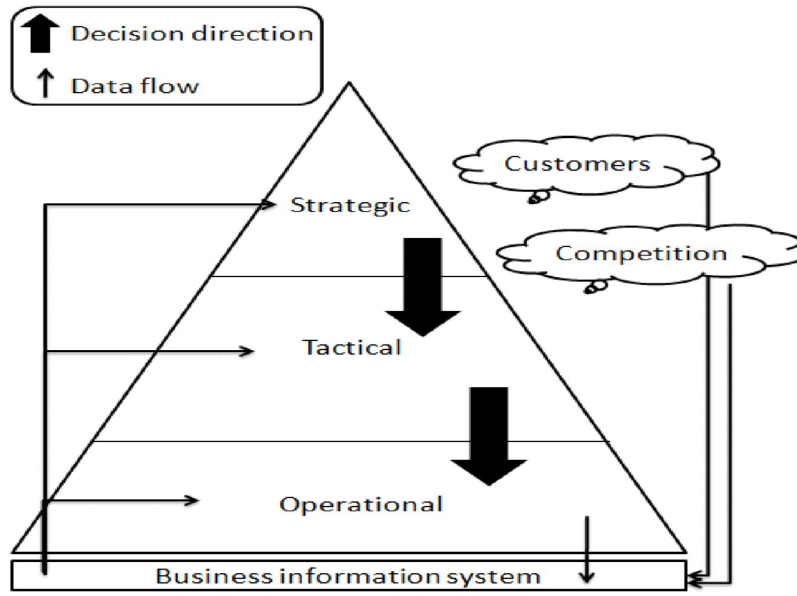 Decision direction
Data flow
Customers
Strategic
Competition
Tactical
Operational
Business information system